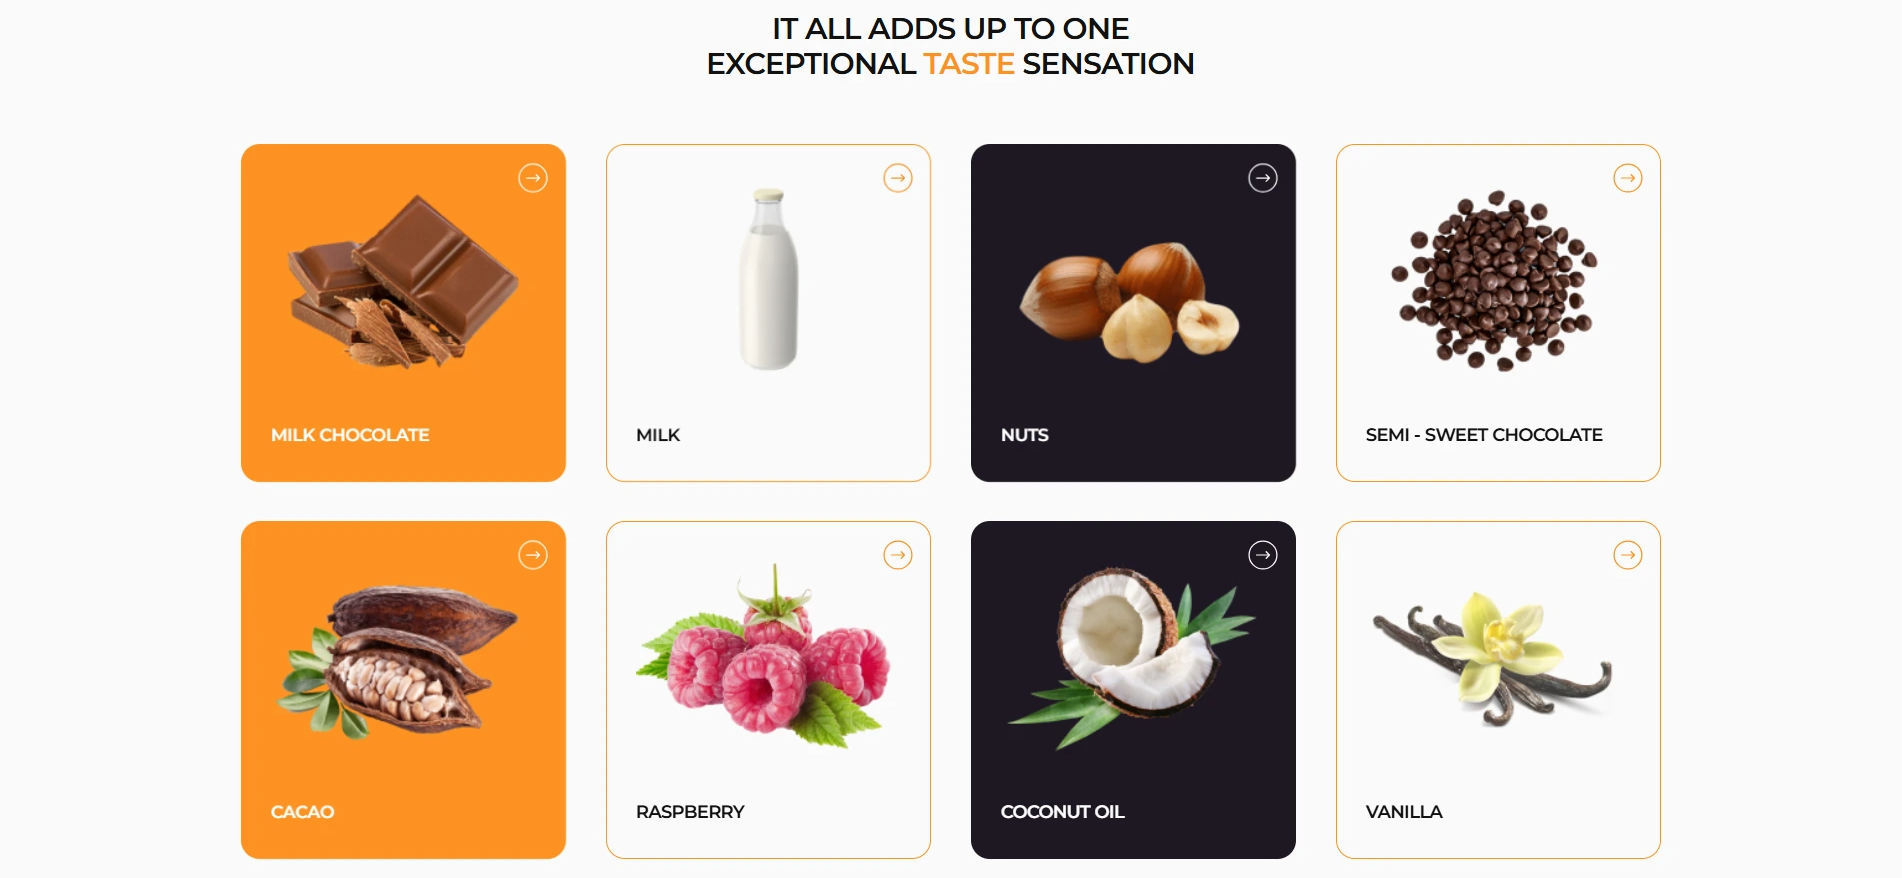 IT ALL ADDS UP TO ONE
EXCEPTIONAL TASTE SENSATION
MILK CHOCOLATE
MILK
NUTS
SEMI - SWEET CHOCOLATE
CACAO
RASPBERRY
COCONUT OIL
VANILLA